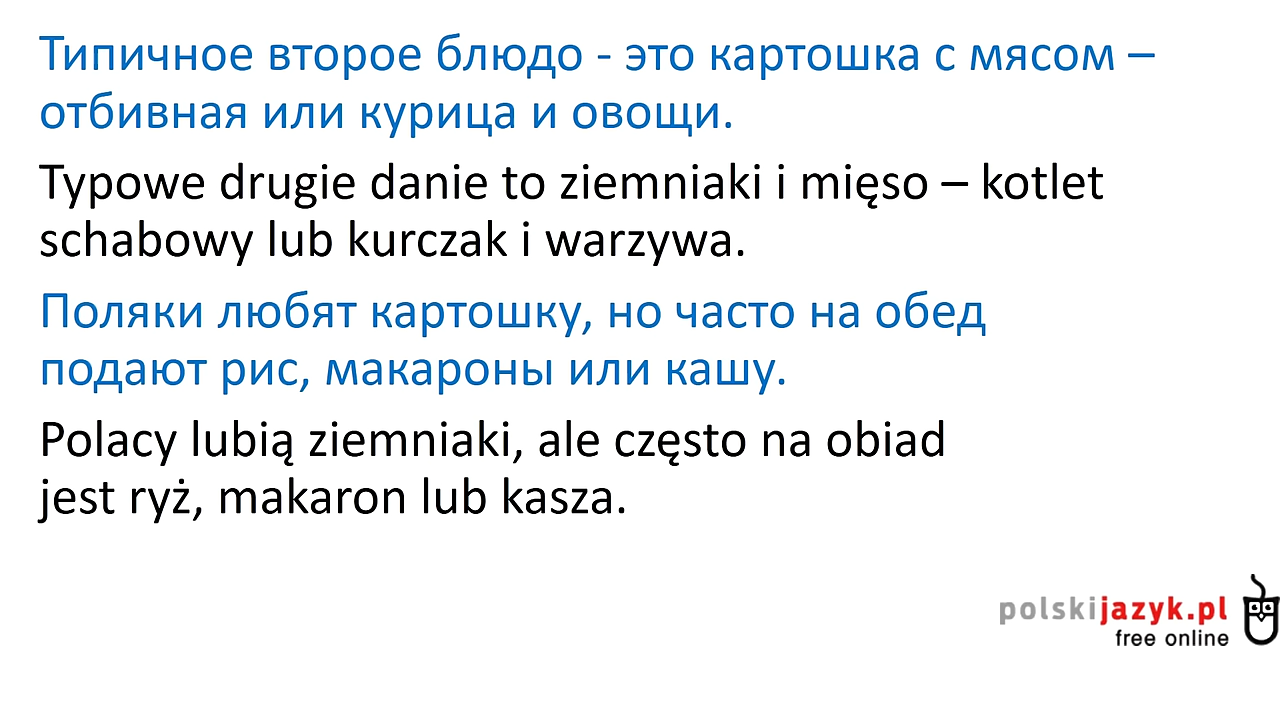 Типичное второе блюдо - это картошка с мясом –
отбивная или курица и овощи.
Typowe drugie danie to ziemniaki i mięso – kotlet
schabowy lub kurczak i warzywa.
Поляки любят картошку, но часто на обед
подают рис, макароны или кашу.
Polacy lubią ziemniaki, ale często na obiad
jest ryż, makaron lub kasza.
polskijazyk.pl
free online